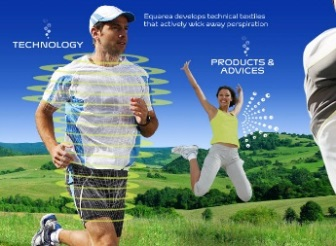 Equarea develops technical textiles
that actively wick away perspiration
TECHNOLOGY
PRODUCTS &
ADVICES